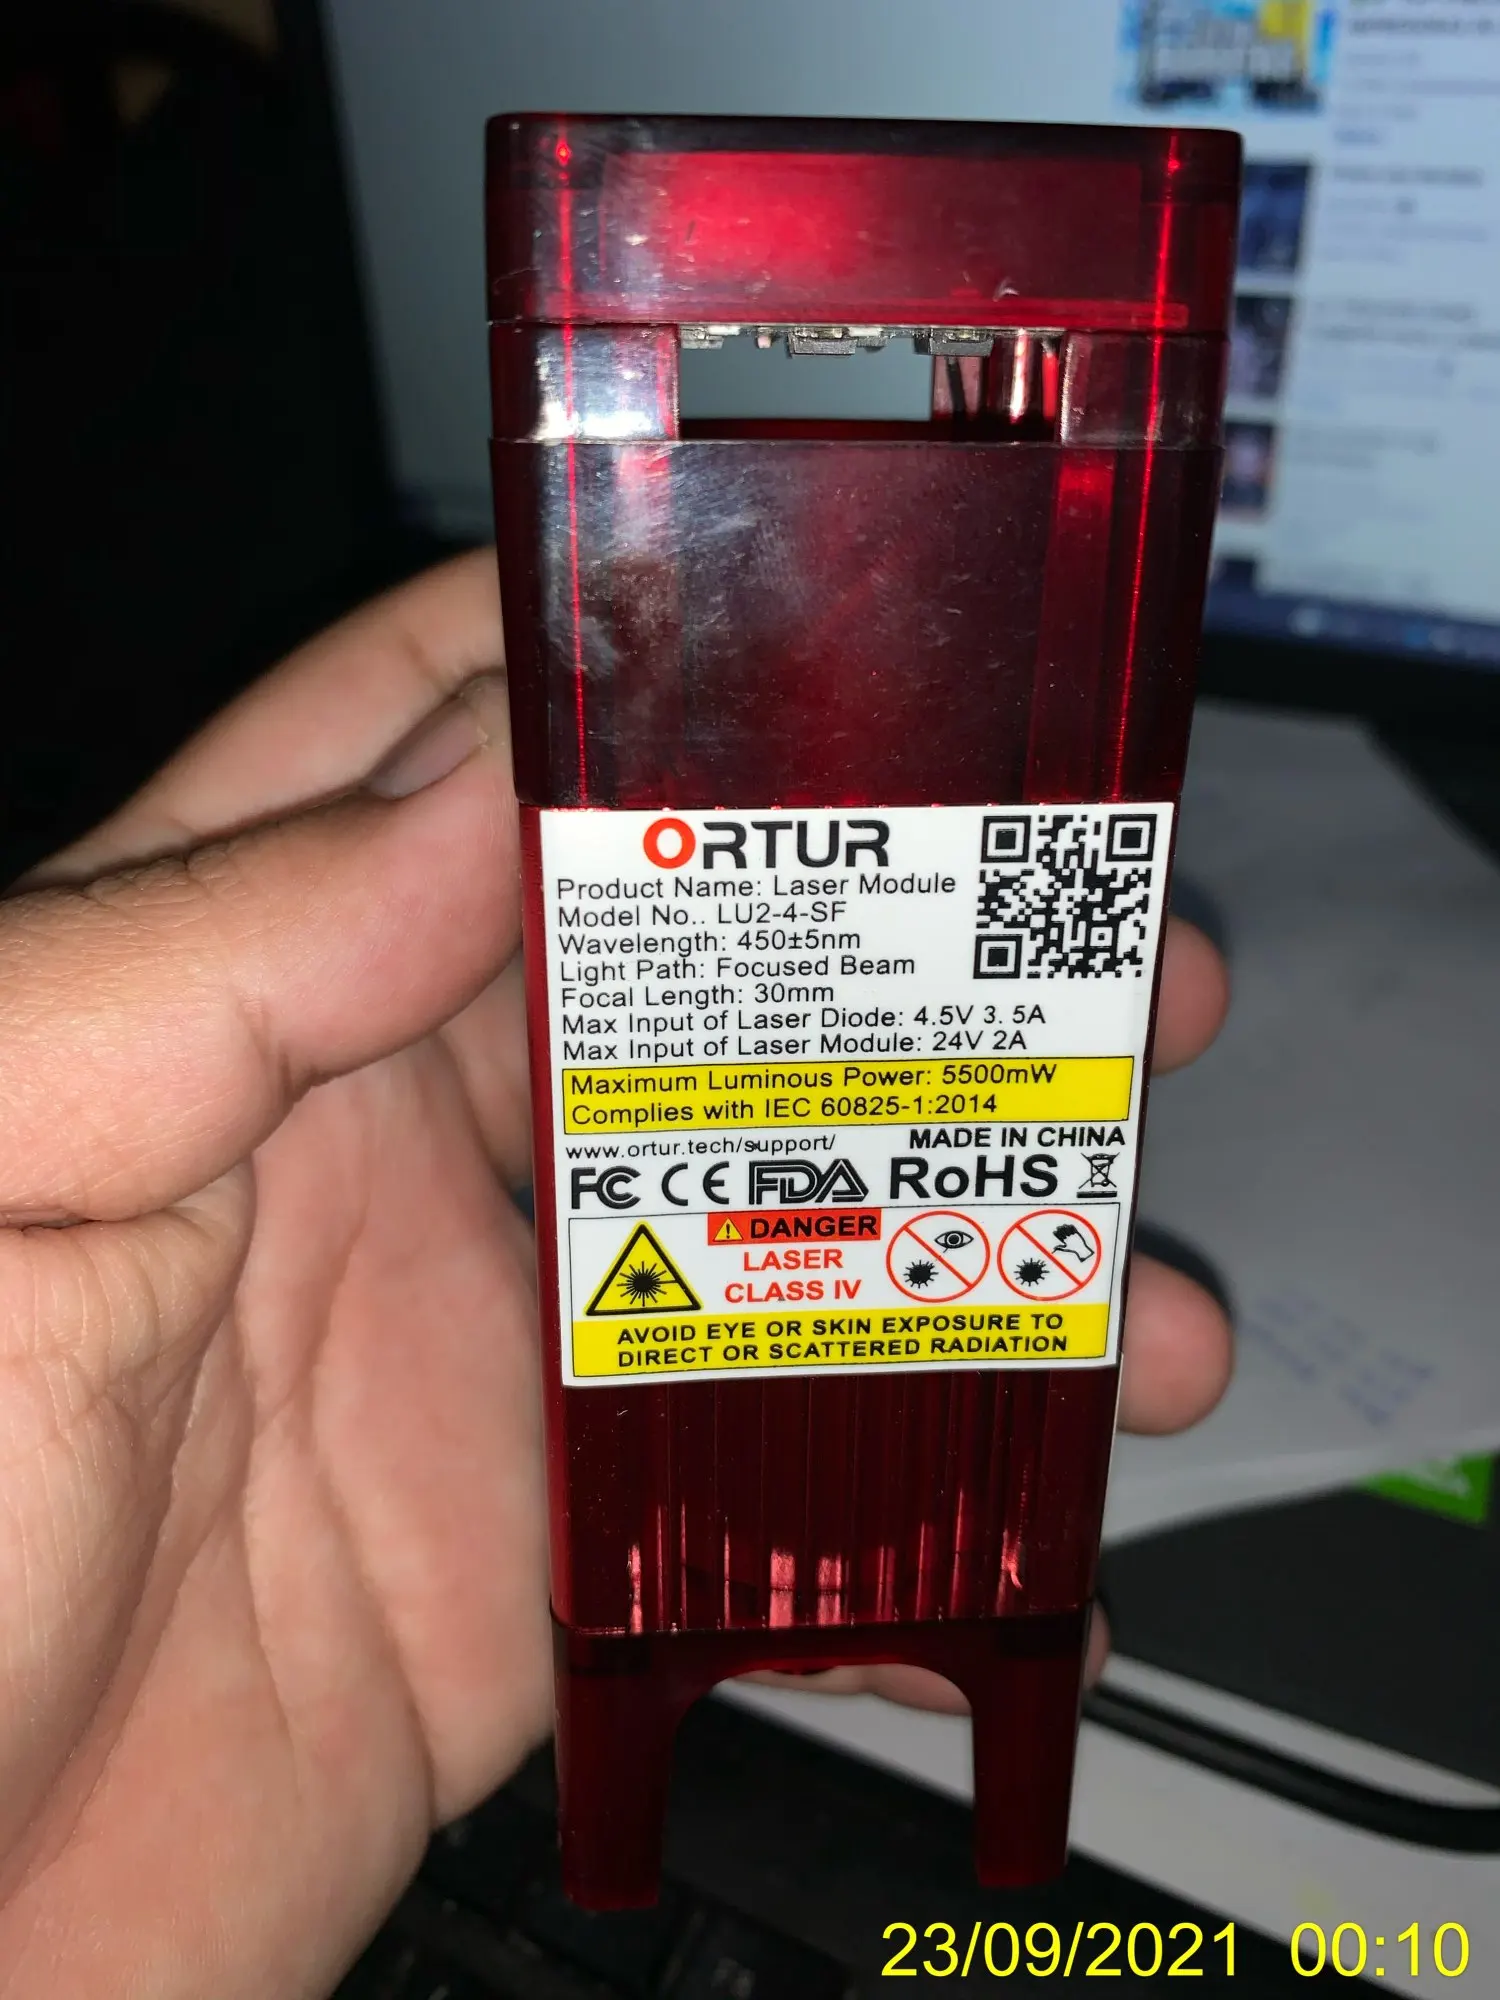 ORTUR
Product Name: Laser Module
Model No.. LU2-4-SF
Wavelength: 450±5nm
Light Path: Focused Beam
Focal Length: 30mm
Max Input of Laser Diode: 4.5V 3. 5A
Max Input of Laser Module: 24V 2A
Maximum Luminous Power: 5500mW
Complies with IEC 60825-1:2014
www.ortur.tech/support/ MADE IN CHINA
FC CE FDA RoHS
DANGER
LASER
CLASS IV
AVOID EYE OR SKIN EXPOSURE TO
DIRECT OR SCATTERED RADIATION
23/09/2021 00:10